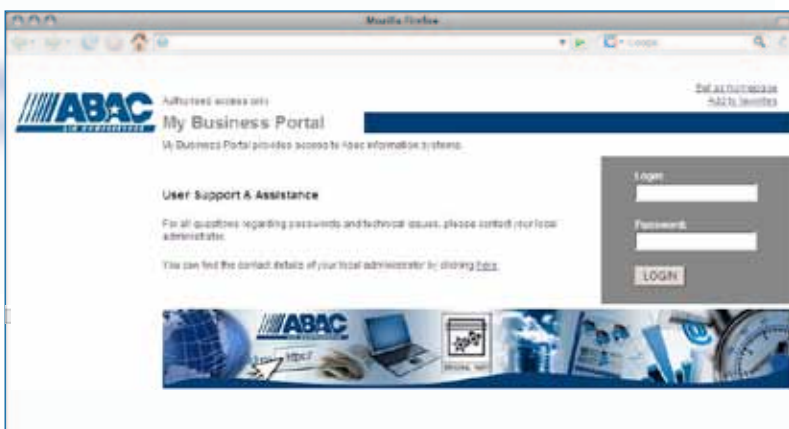 Mozilla Firefox
Google
Set as homepage
Add to favorites
ABAC
AIR COMPRESSORS
Authorised access only
My Business Portal
My Business Portal provides access to Abac information systems.
Login:
Password:
LOGIN
User Support & Assistance
For all questions regarding passwords and technical issues, please contact your local
administrator.
You can find the contact details of your local administrator by clicking here.
ABAC
http://